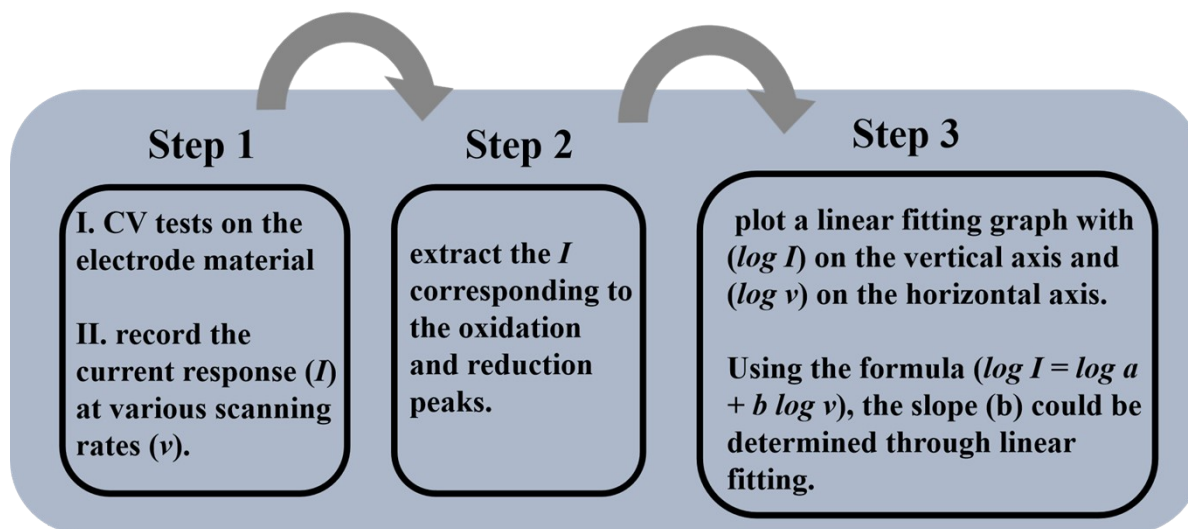 Step 1
I. CV tests on the
electrode material
II. record the
current response (I)
at various scanning
rates (v).
Step 2
extract the I
corresponding to
the oxidation
and reduction
peaks.
Step 3
plot a linear fitting graph with
(log I) on the vertical axis and
(log v) on the horizontal axis.
Using the formula (log I = log a
+ b log v), the slope (b) could be
determined through linear
fitting.